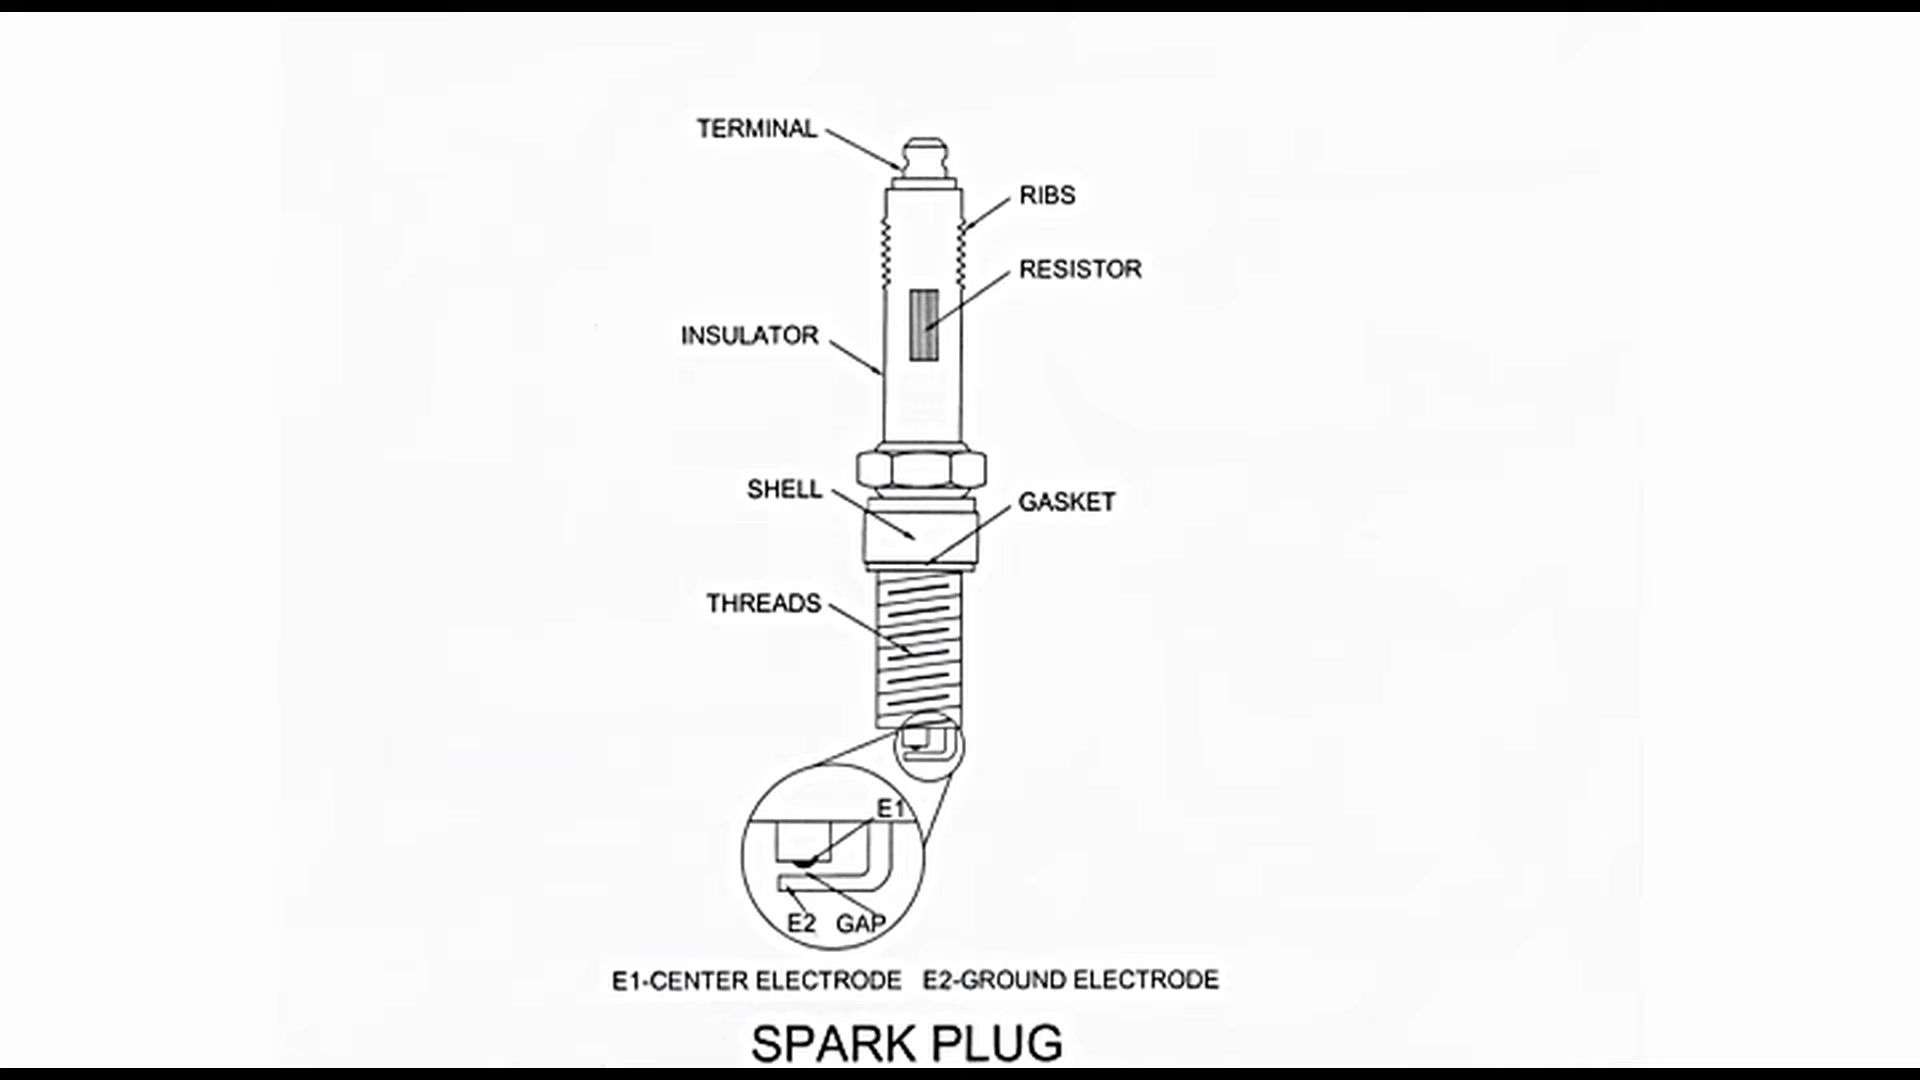 TERMINAL
RIBS
RESISTOR
INSULATOR
SHELL
GASKET
THREADS
E1
E2 GAP
E1-CENTER ELECTRODE E2-GROUND ELECTRODE
SPARK PLUG